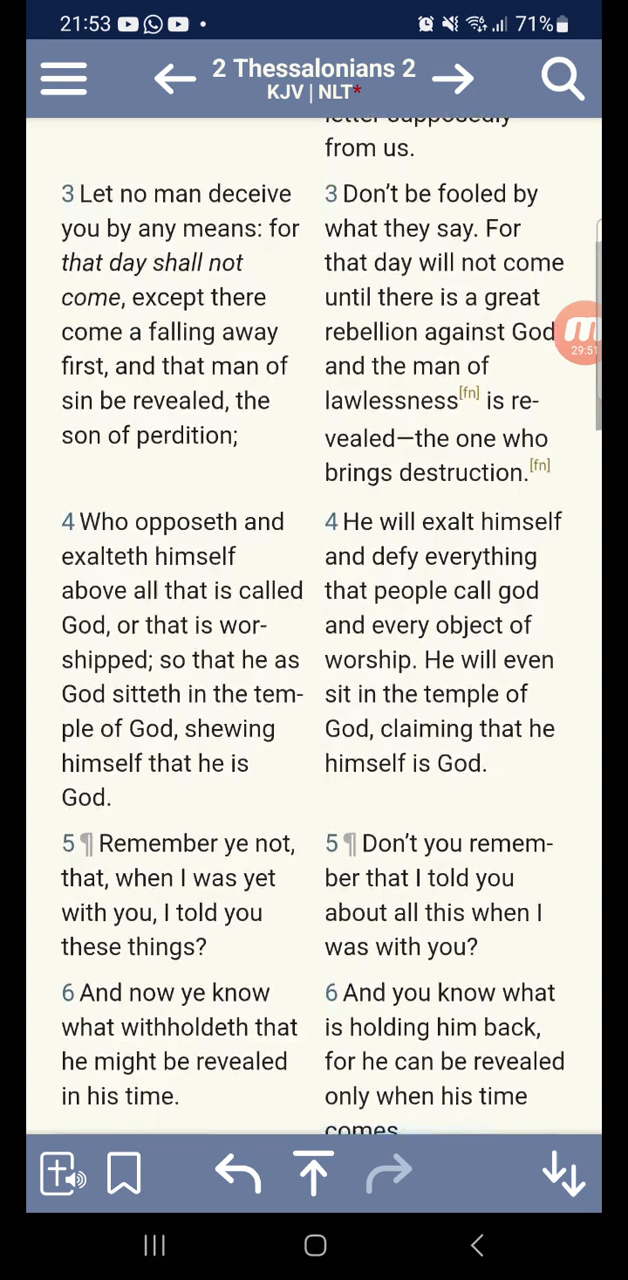 21:53
71%
2 Thessalonians 2
KJV | NLT*
letter supposedly
from us.
3 Let no man deceive
you by any means: for
that day shall not
come, except there
come a falling away
first, and that man of
sin be revealed, the
son of perdition;
3 Don’t be fooled by
what they say. For
that day will not come
until there is a great
rebellion against God
and the man of
lawlessness[fn] is re-
vealed—the one who
brings destruction.[fn]
29:51
4 Who opposeth and
exalteth himself
above all that is called
God, or that is wor-
shipped; so that he as
God sitteth in the tem-
ple of God, shewing
himself that he is
God.
4 He will exalt himself
and defy everything
that people call god
and every object of
worship. He will even
sit in the temple of
God, claiming that he
himself is God.
5 ¶ Remember ye not,
that, when I was yet
with you, I told you
these things?
5 ¶ Don’t you remem-
ber that I told you
about all this when I
was with you?
6 And now ye know
what withholdeth that
he might be revealed
in his time.
6 And you know what
is holding him back,
for he can be revealed
only when his time
comes